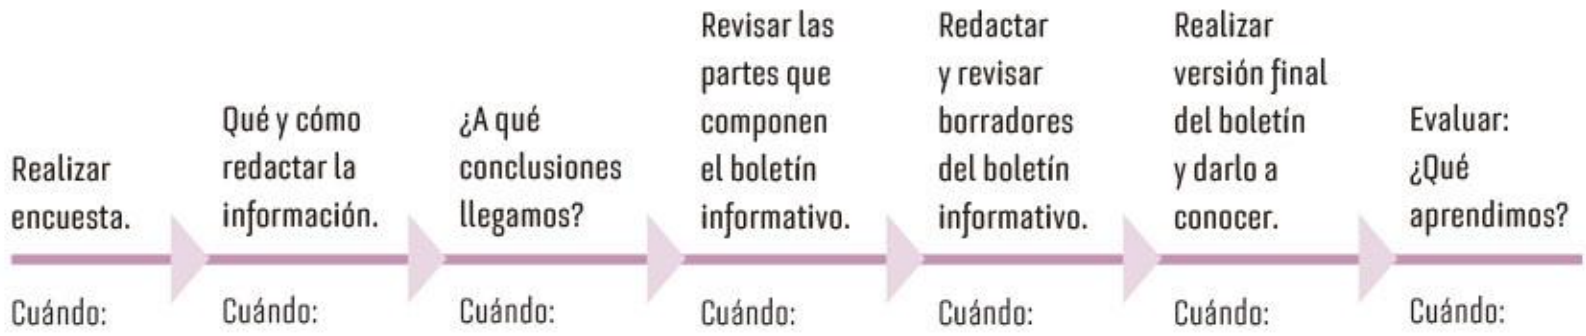 Realizar
encuesta.
Qué y cómo
redactar la
información.
¿A qué
conclusiones
llegamos?
Revisar las
partes que
componen
el boletín
informativo.
Redactar
y revisar
borradores
del boletín
informativo.
Realizar
versión final
del boletín
y darlo a
conocer.
Evaluar:
¿Qué
aprendimos?
Cuándo:
Cuándo:
Cuándo:
Cuándo:
Cuándo:
Cuándo:
Cuándo: